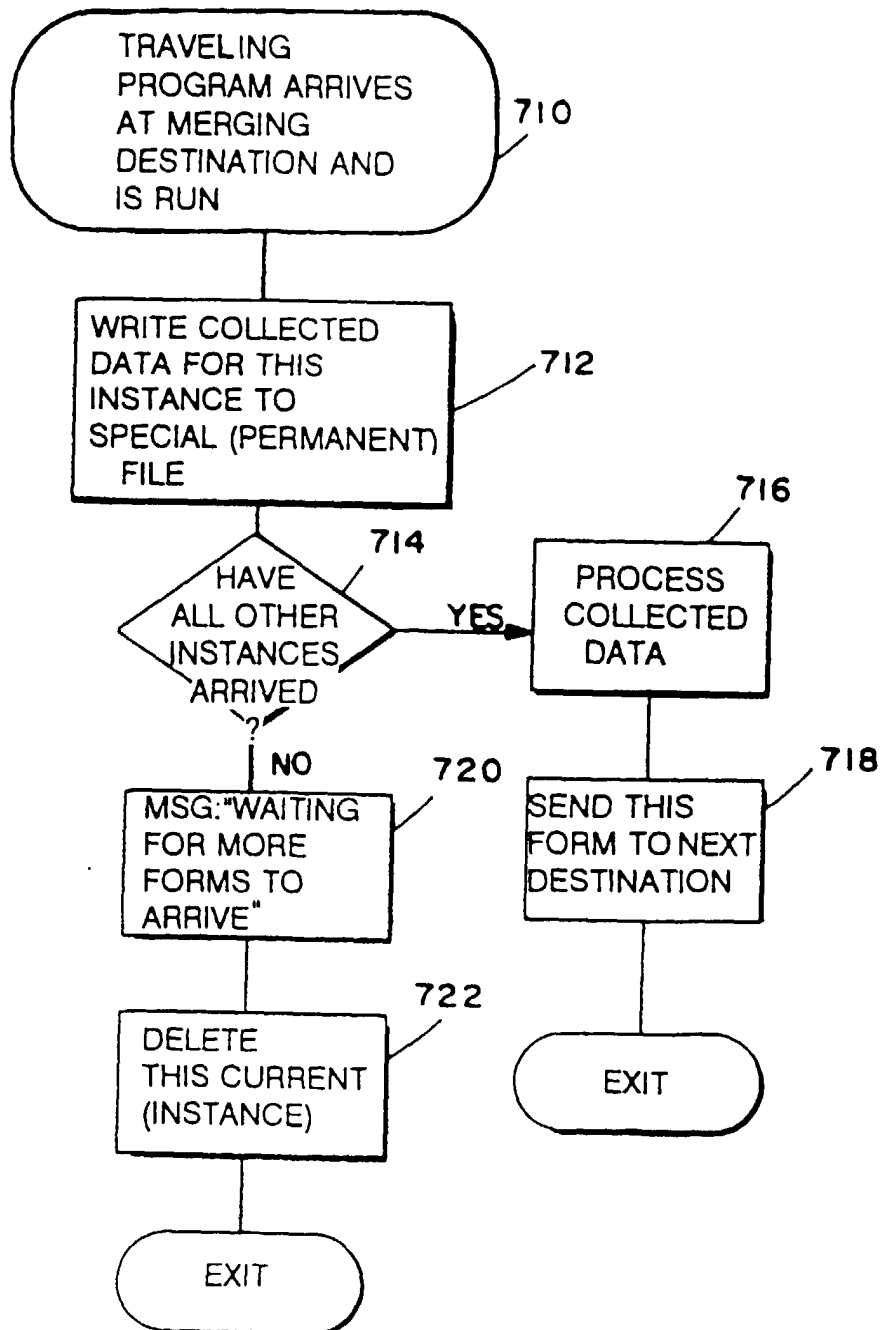 TRAVELING
PROGRAM ARRIVES
AT MERGING
DESTINATION AND
IS RUN
710
WRITE COLLECTED
DATA FOR THIS
INSTANCE TO
SPECIAL (PERMANENT)
FILE
712
714
HAVE
ALL OTHER
INSTANCES
ARRIVED
?
YES
716
PROCESS
COLLECTED
DATA
NO
720
MSG:"WAITING
FOR MORE
FORMS TO
ARRIVE"
718
SEND THIS
FORM TO NEXT
DESTINATION
722
DELETE
THIS CURRENT
(INSTANCE)
EXIT
EXIT